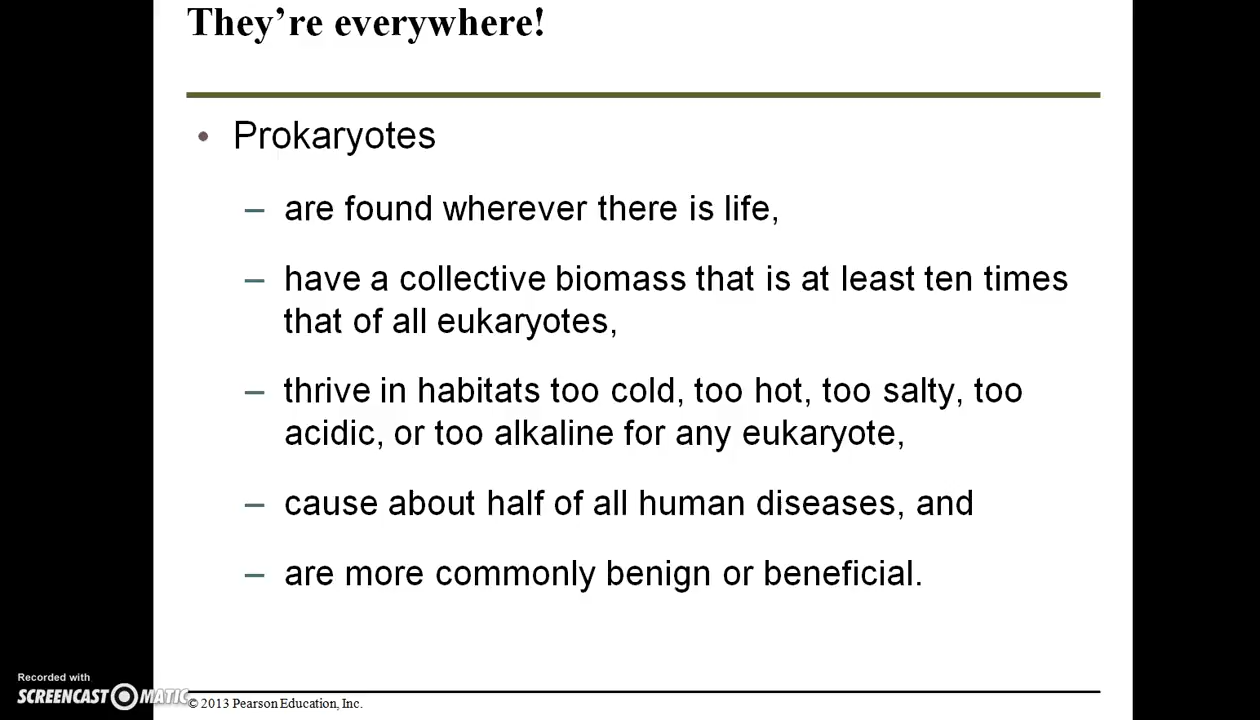 They’re everywhere!
• Prokaryotes
– are found wherever there is life,
– have a collective biomass that is at least ten times
that of all eukaryotes,
– thrive in habitats too cold, too hot, too salty, too
acidic, or too alkaline for any eukaryote,
– cause about half of all human diseases, and
– are more commonly benign or beneficial.
Recorded with
SCREENCAST-O-MATIC
© 2013 Pearson Education, Inc.